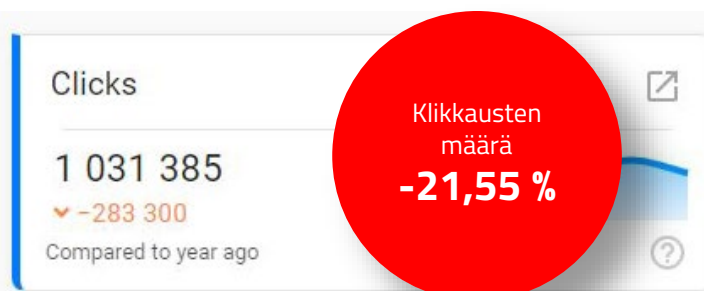 Clicks
1 031 385
−283 300
Compared to year ago
Klikkausten
määrä
-21,55 %